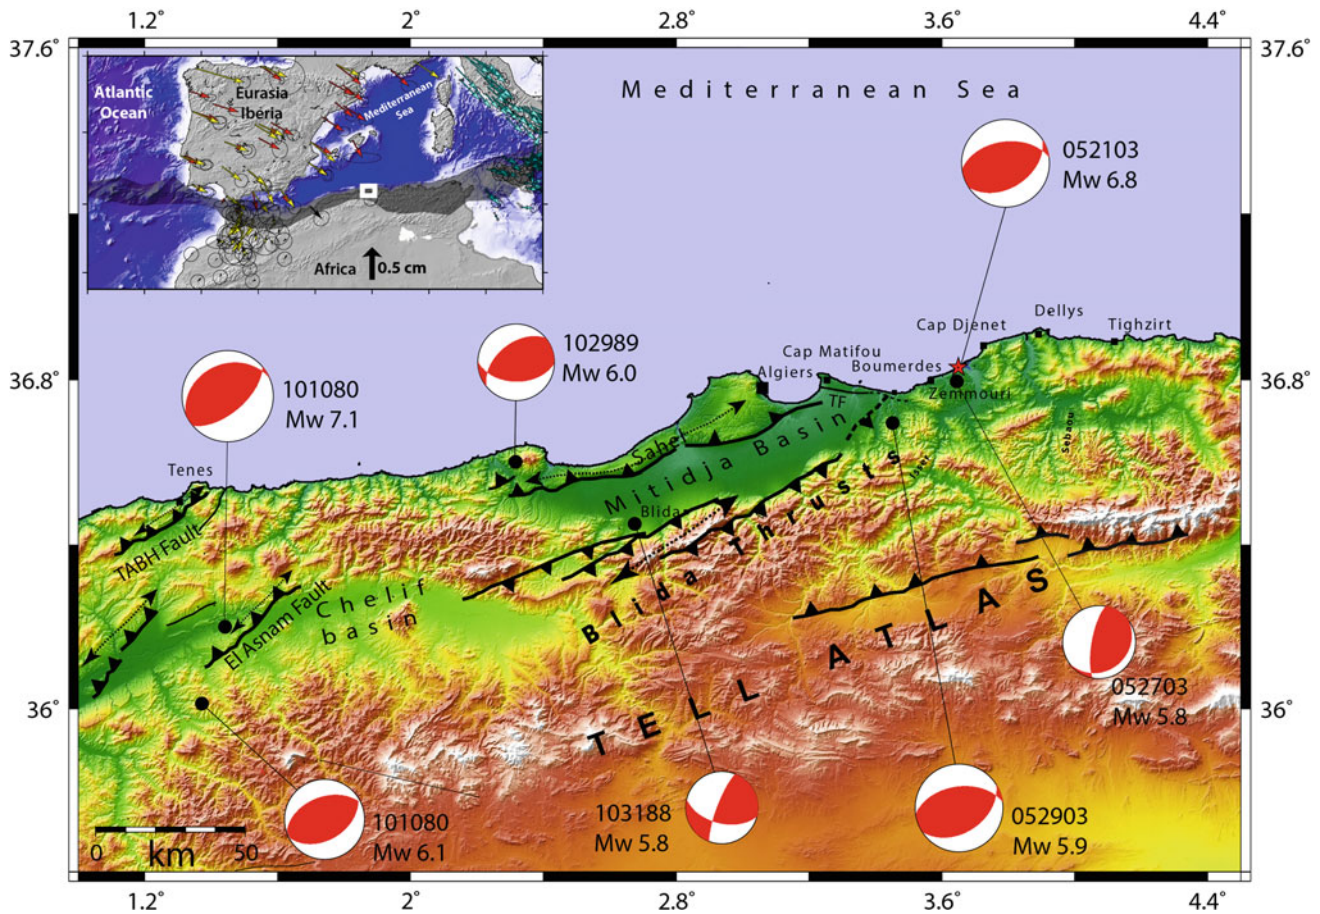 1.2°
2°
2.8°
3.6°
4.4°
37.6°
37.6°
Atlantic
Ocean
Eurasia
Iberia
Mediterranean
Sea
Africa
0.5 cm
Mediterranean Sea
052103
Mw 6.8
102989
Mw 6.0
101080
Mw 7.1
Dellys
Cap Djenet
Tighzirt
Cap Matifou
Boumerdes
Algiers
36.8°
36.8°
Zemmouri
TF
Sebaou
Isser
Sahel
Mitidja Basin
Tenes
Blida
TABH Fault
El Asnam Fault
Chelif
basin
Blida Thrusts
TELL ATLAS
052703
Mw 5.8
36°
36°
101080
Mw 6.1
103188
Mw 5.8
052903
Mw 5.9
0
km
50
1.2°
2°
2.8°
3.6°
4.4°